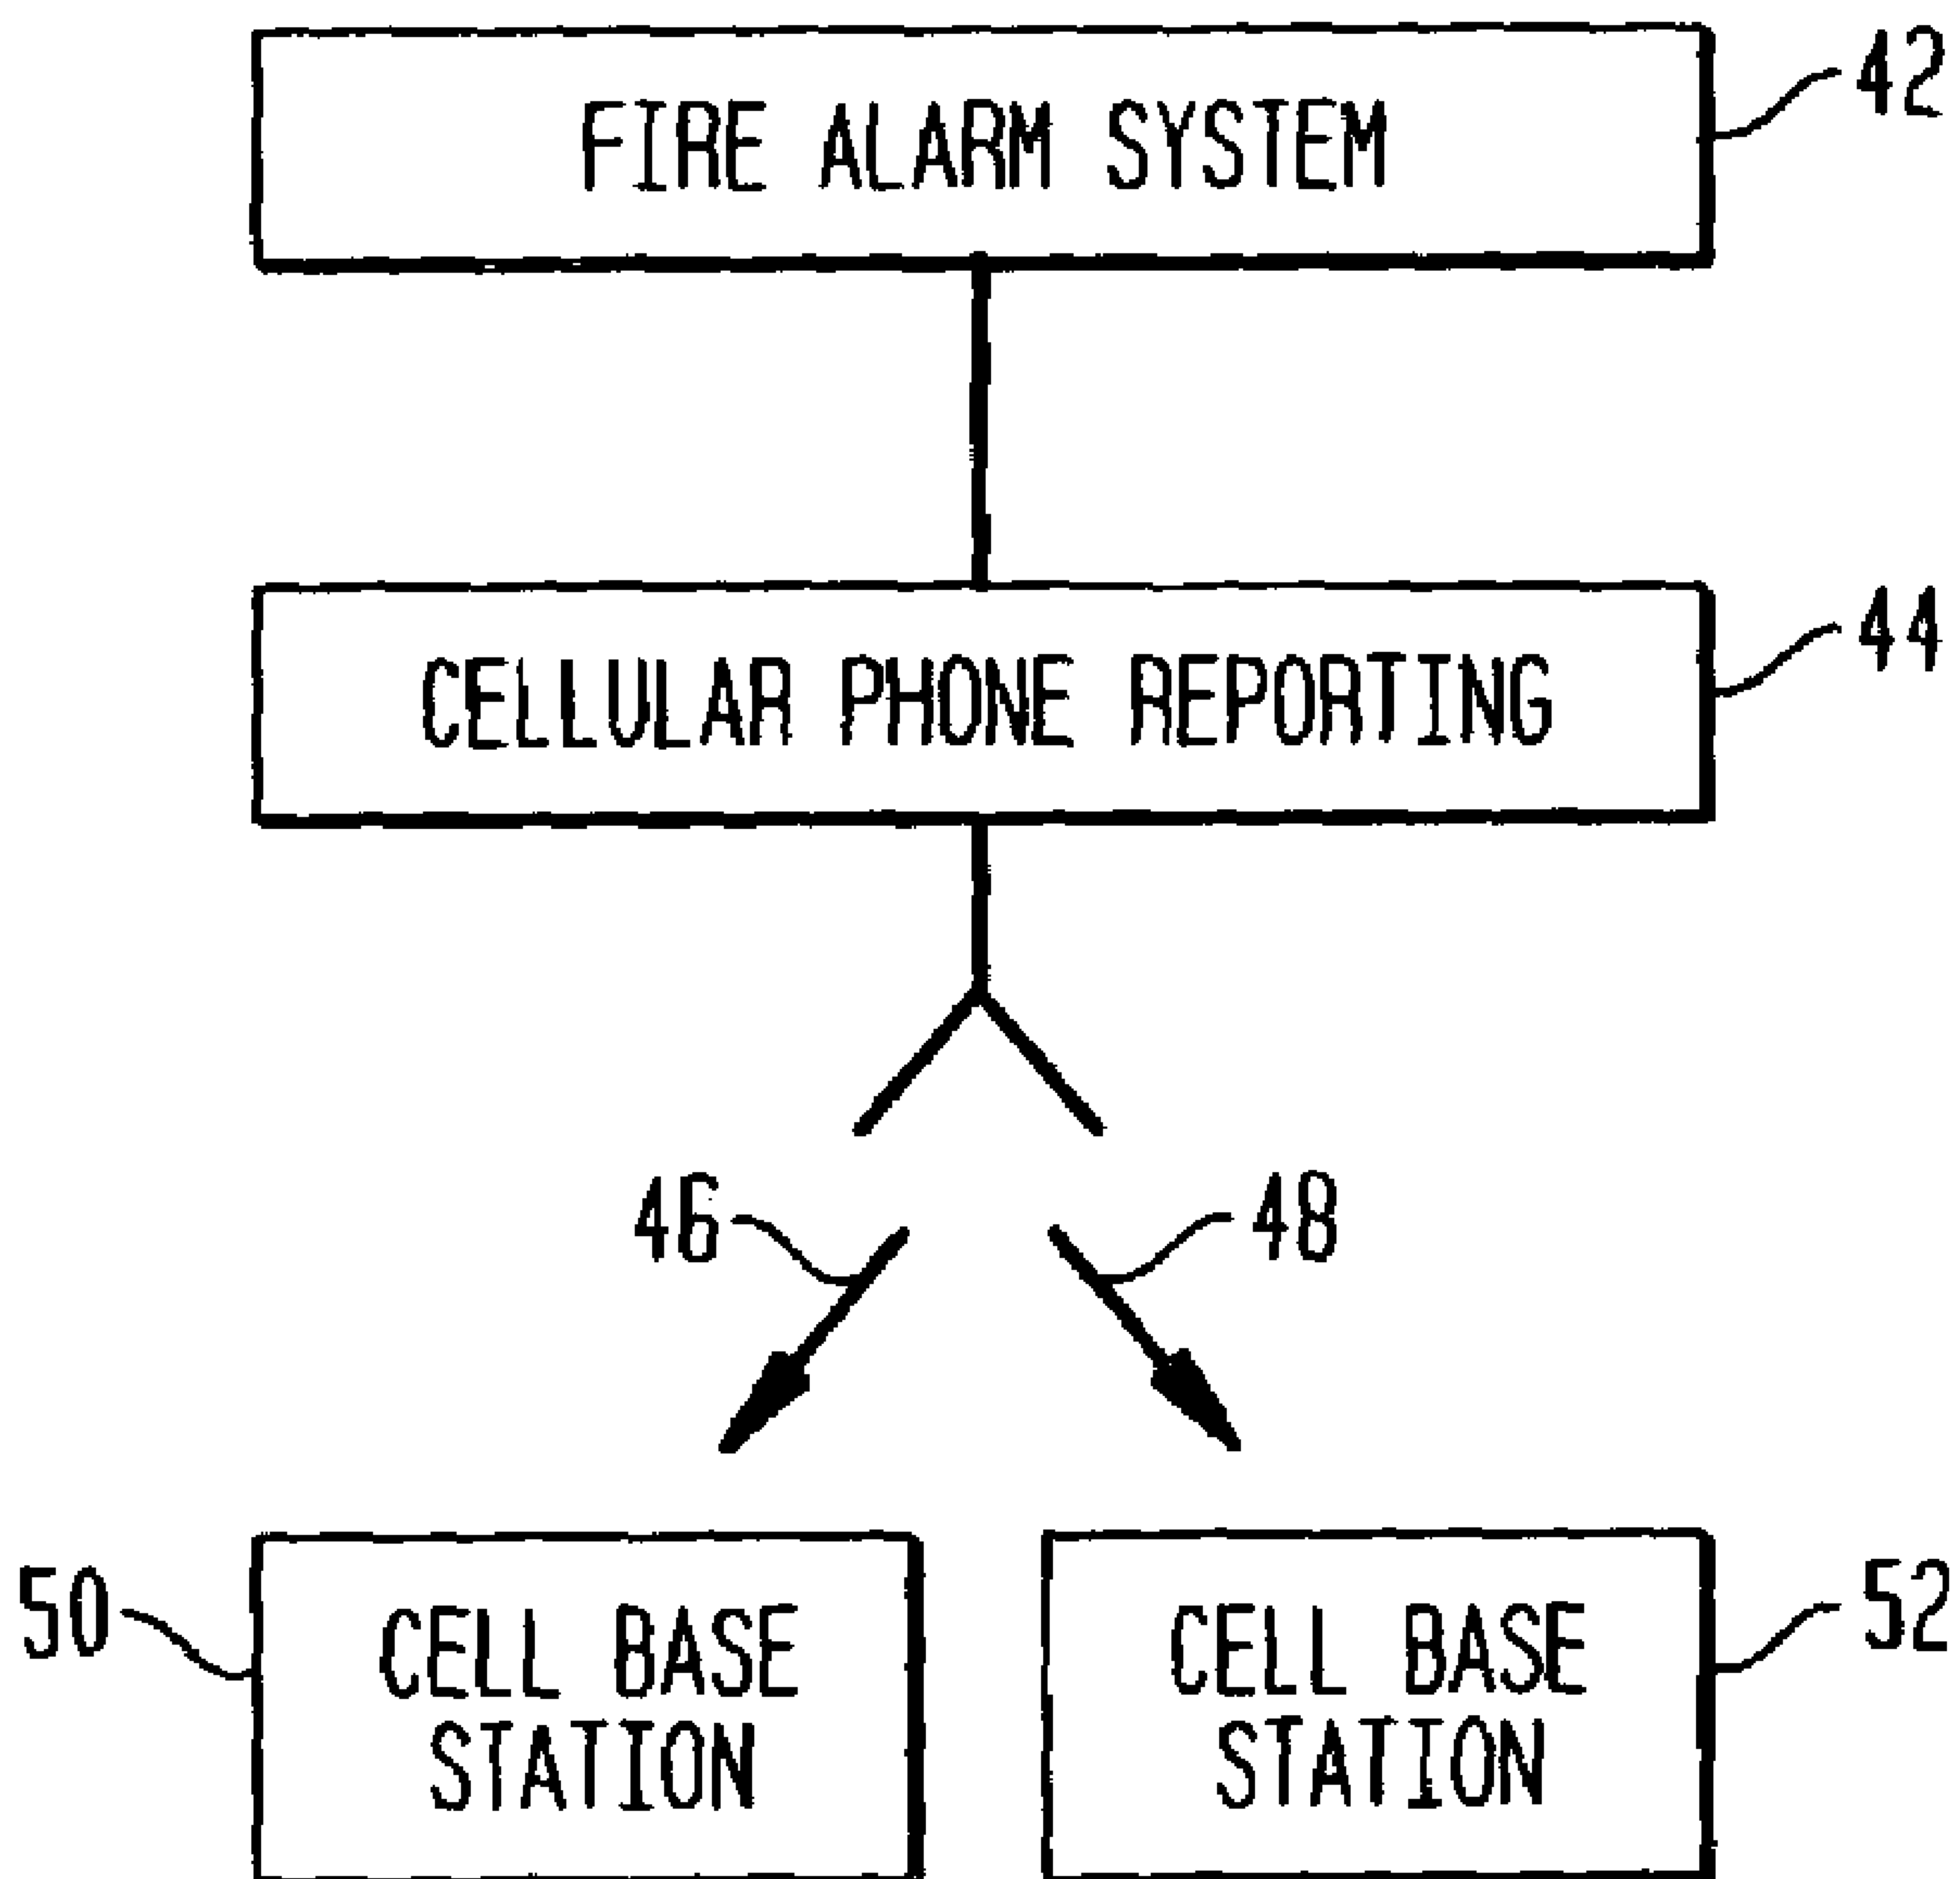 FIRE ALARM SYSTEM
42
CELLULAR PHONE REPORTING
44
46
48
50
CELL BASE
STATION
CELL BASE
STATION
52